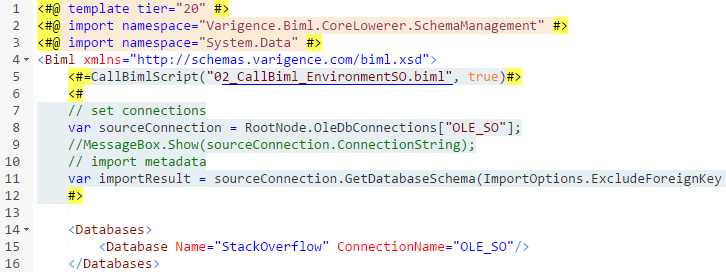 1 <#@ template tier="20" #>
2 <#@ import namespace="Varigence.Biml.CoreLowerer.SchemaManagement" #>
3 <#@ import namespace="System.Data" #>
4 <Biml xmlns="http://schemas.varigence.com/biml.xsd">
5 <#=CallBimlScript("02_CallBiml_EnvironmentSO.biml", true)#>
6 <#
7 // set connections
8 var sourceConnection = RootNode.OleDbConnections["OLE_SO"];
9 //MessageBox.Show(sourceConnection.ConnectionString);
10 // import metadata
11 var importResult = sourceConnection.GetDatabaseSchema(ImportOptions.ExcludeForeignKey
12 #>
13
14 <Databases>
15 <Database Name="StackOverflow" ConnectionName="OLE_SO"/>
16 </Databases>